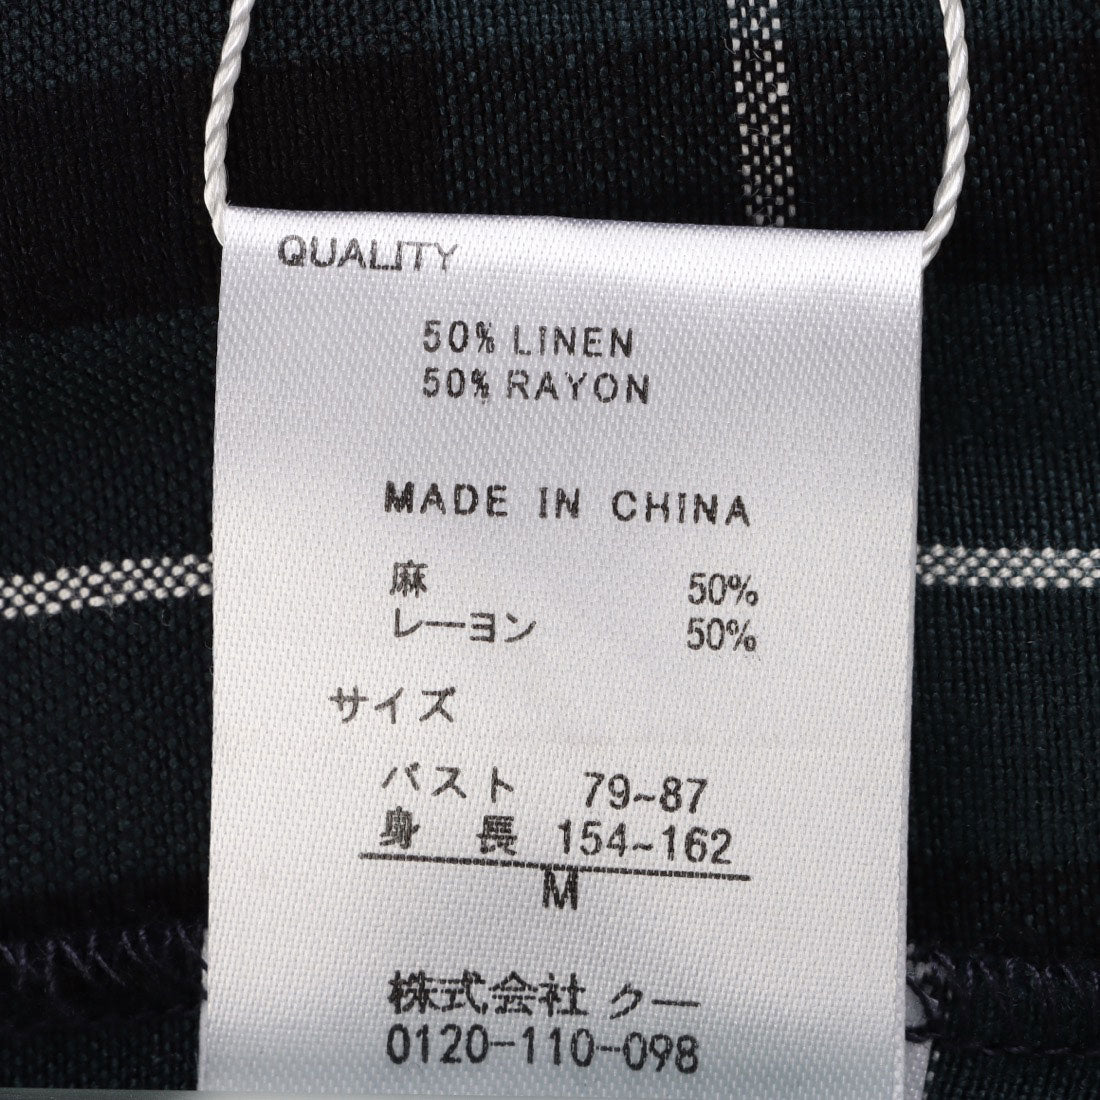 QUALITY
50% LINEN
50% RAYON
MADE IN CHINA
麻 50%
レーヨン 50%
サイズ
バスト 79~87
身長 154~162
M
株式会社 クー
0120-110-098